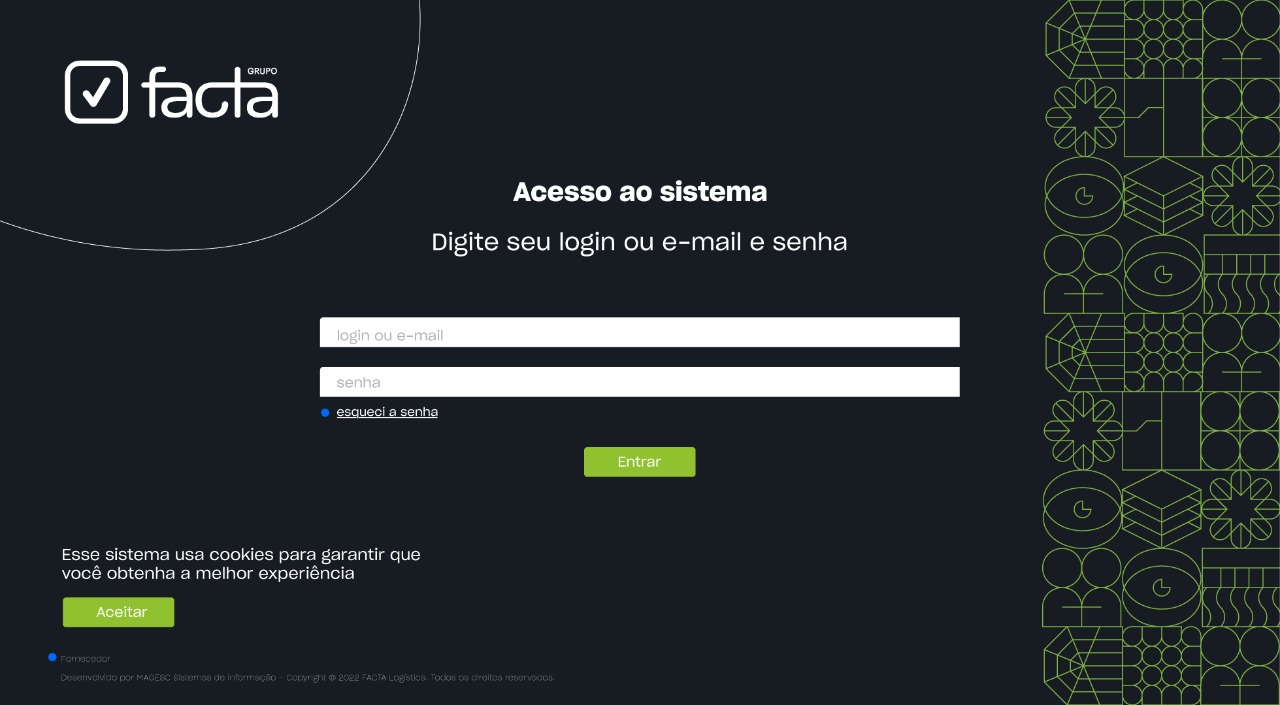 GRUPO
facta
Acesso ao sistema
Digite seu login ou e-mail e senha
login ou e-mail
senha
esqueci a senha
Entrar
Esse sistema usa cookies para garantir que
você obtenha a melhor experiência
Aceitar
Fornecedor
Desenvolvido por MAGESC Sistemas de Informação - Copyright @ 2022 FACTA Logística. Todos os direitos reservados.